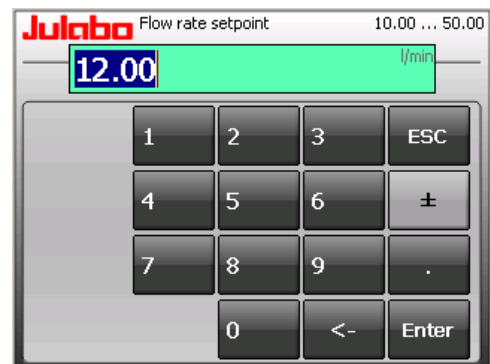 Julabo Flow rate setpoint 10.00 ... 50.00
12.00 l/min
1 2 3 ESC
4 5 6 ±
7 8 9 .
0 <- Enter